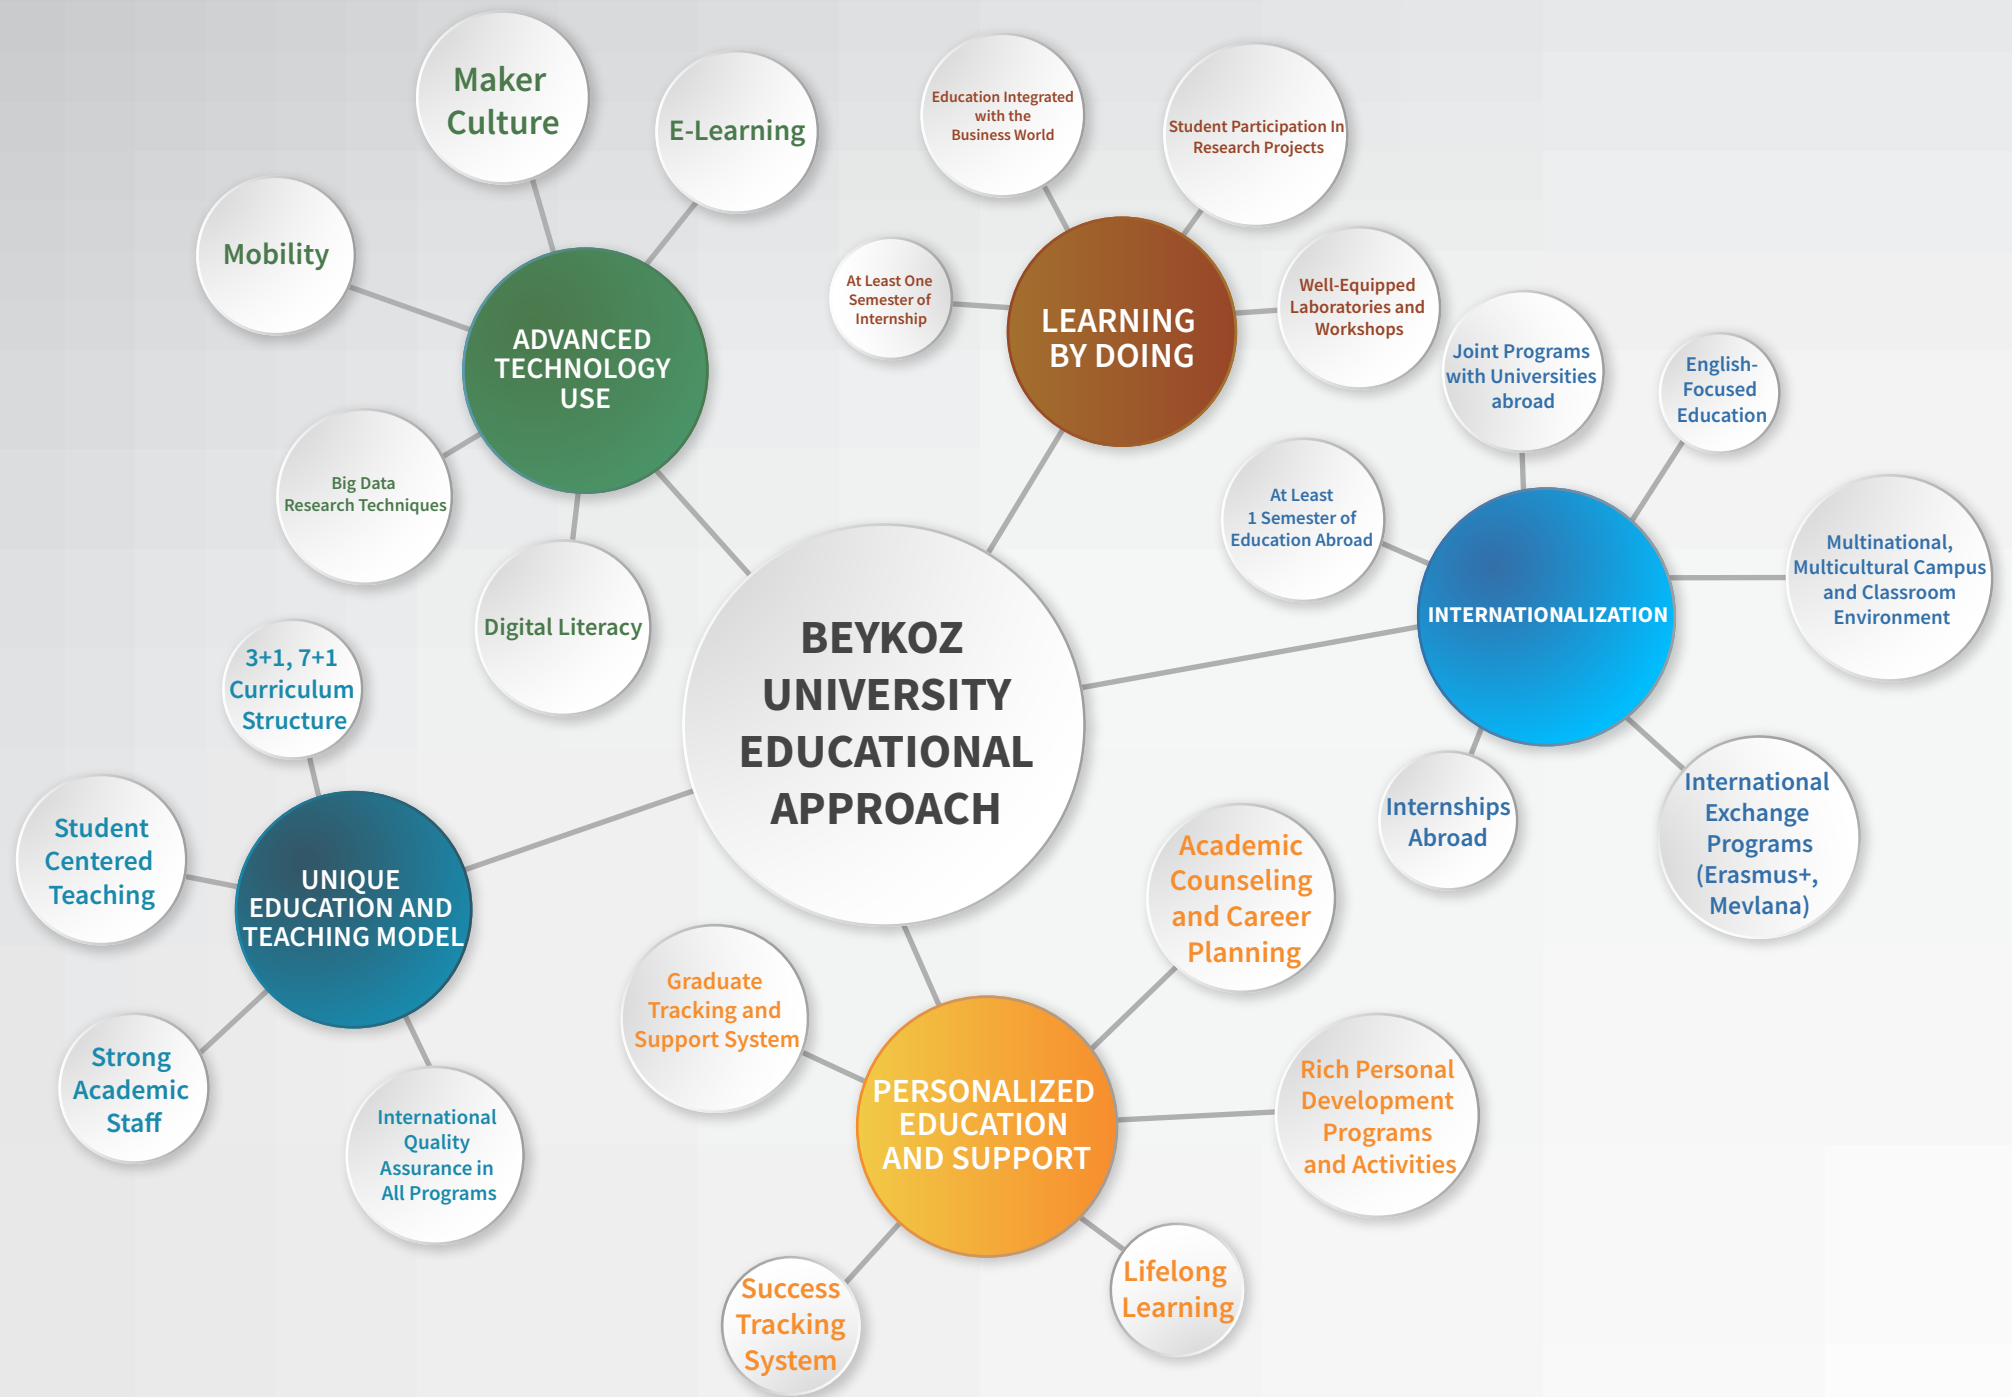 Maker
Culture
E-Learning
Mobility
ADVANCED
TECHNOLOGY
USE
Big Data
Research Techniques
Digital Literacy
Education Integrated
with the
Business World
Student Participation In
Research Projects
At Least One
Semester of
Internship
LEARNING
BY DOING
Well-Equipped
Laboratories and
Workshops
Joint Programs
with Universities
abroad
English-
Focused
Education
At Least
1 Semester of
Education Abroad
INTERNATIONALIZATION
Multinational,
Multicultural Campus
and Classroom
Environment
Internships
Abroad
International
Exchange
Programs
(Erasmus+,
Mevlana)
BEYKOZ
UNIVERSITY
EDUCATIONAL
APPROACH
3+1, 7+1
Curriculum
Structure
Student
Centered
Teaching
UNIQUE
EDUCATION AND
TEACHING MODEL
Strong
Academic
Staff
International
Quality
Assurance in
All Programs
Graduate
Tracking and
Support System
Academic
Counseling
and Career
Planning
PERSONALIZED
EDUCATION
AND SUPPORT
Rich Personal
Development
Programs
and Activities
Success
Tracking
System
Lifelong
Learning